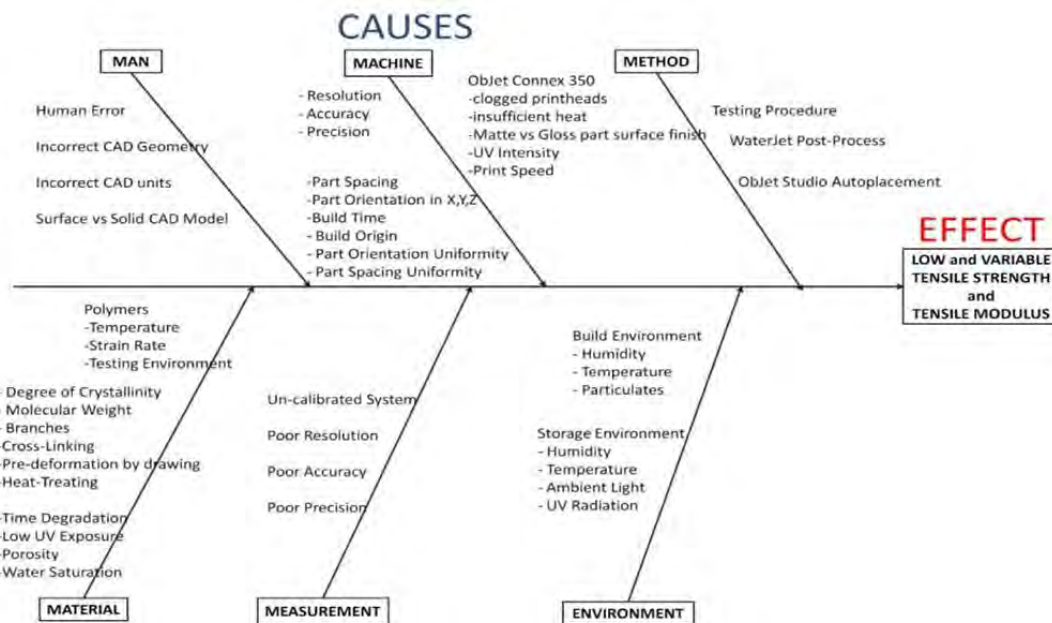 CAUSES
MAN
Human Error
Incorrect CAD Geometry
Incorrect CAD units
Surface vs Solid CAD Model
MACHINE
- Resolution
- Accuracy
- Precision
-Part Spacing
-Part Orientation in X,Y,Z
-Build Time
- Build Origin
- Part Orientation Uniformity
- Part Spacing Uniformity
ObJet Connex 350
-clogged printheads
-insufficient heat
-Matte vs Gloss part surface finish
-UV Intensity
-Print Speed
METHOD
Testing Procedure
WaterJet Post-Process
ObJet Studio Autoplacement
EFFECT
LOW and VARIABLE
TENSILE STRENGTH
and
TENSILE MODULUS
Polymers
-Temperature
-Strain Rate
-Testing Environment
- Degree of Crystallinity
- Molecular Weight
- Branches
-Cross-Linking
-Pre-deformation by drawing
-Heat-Treating
-Time Degradation
-Low UV Exposure
-Porosity
-Water Saturation
MATERIAL
Un-calibrated System
Poor Resolution
Poor Accuracy
Poor Precision
MEASUREMENT
Build Environment
- Humidity
- Temperature
- Particulates
Storage Environment
- Humidity
- Temperature
- Ambient Light
- UV Radiation
ENVIRONMENT